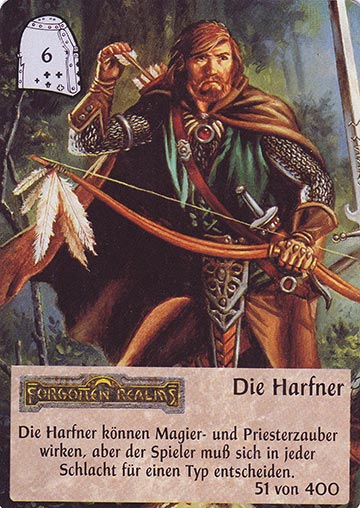 6
Die Harfner
FORGOTTEN REALMS
Die Harfner können Magier- und Priesterzauber
wirken, aber der Spieler muß sich in jeder
Schlacht für einen Typ entscheiden.
51 von 400